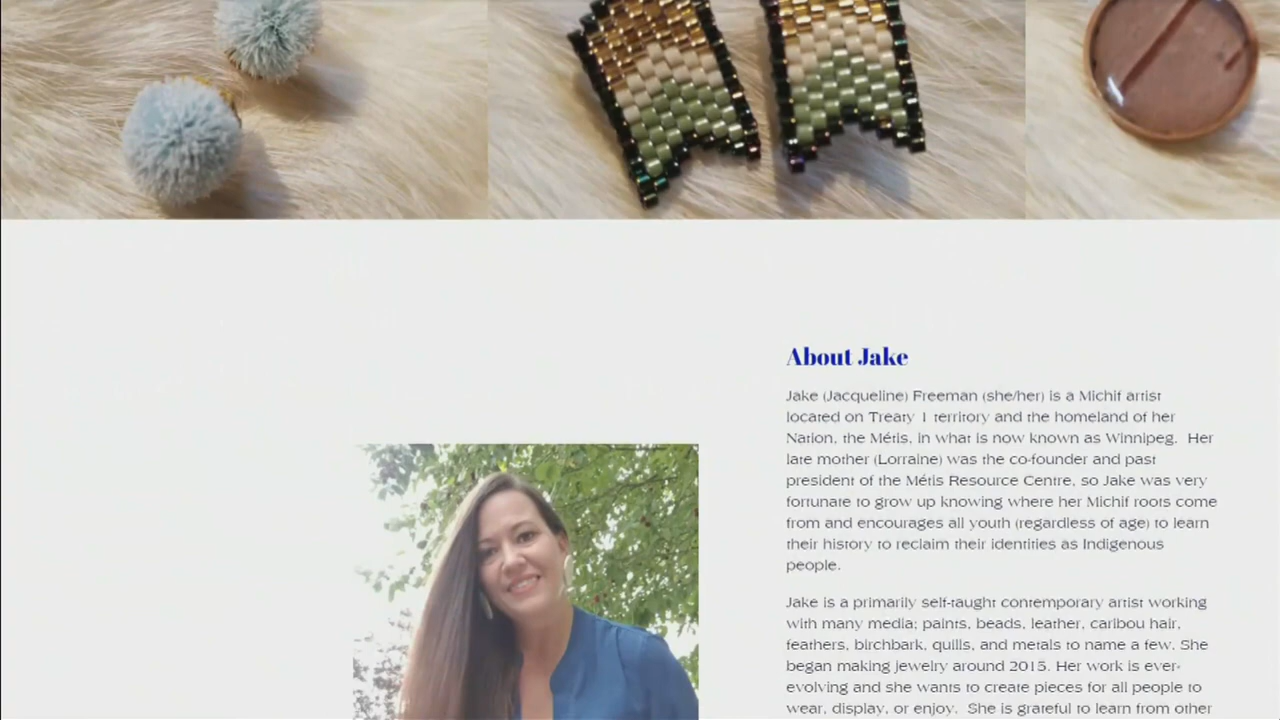 About Jake
Jake (Jacqueline) Freeman (she/her) is a Michif artist
located on Treaty 1 territory and the homeland of her
Nation, the Métis, in what is now known as Winnipeg. Her
late mother (Lorraine) was the co-founder and past
president of the Métis Resource Centre, so Jake was very
fortunate to grow up knowing where her Michif roots come
from and encourages all youth (regardless of age) to learn
their history to reclaim their identities as Indigenous
people.
Jake is a primarily self-taught contemporary artist working
with many media; paints, beads, leather, caribou hair,
feathers, birchbark, quills, and metals to name a few. She
began making jewelry around 2015. Her work is ever-
evolving and she wants to create pieces for all people to
wear, display, or enjoy. She is grateful to learn from other